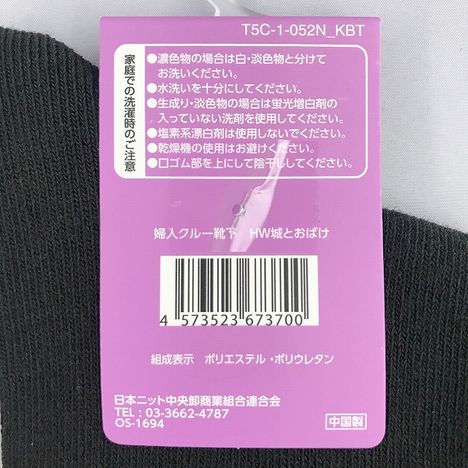 T5C-1-052N_KBT
家庭での洗濯時のご注意
●濃色物の場合は白・淡色物と分けて
お洗いください。
●水洗いを十分にしてください。
●生成り・淡色物の場合は蛍光増白剤の
入っていない洗剤を使用してください。
●塩素系漂白剤は使用しないでください。
●乾燥機の使用はお避けください。
●口ゴム部を上にして陰干ししてください。
婦人クルー靴下 HW城とおばけ
4 573523 673700
組成表示 ポリエステル・ポリウレタン
日本ニット中央卸商業組合連合会
TEL : 03-3662-4787
OS-1694
中国製